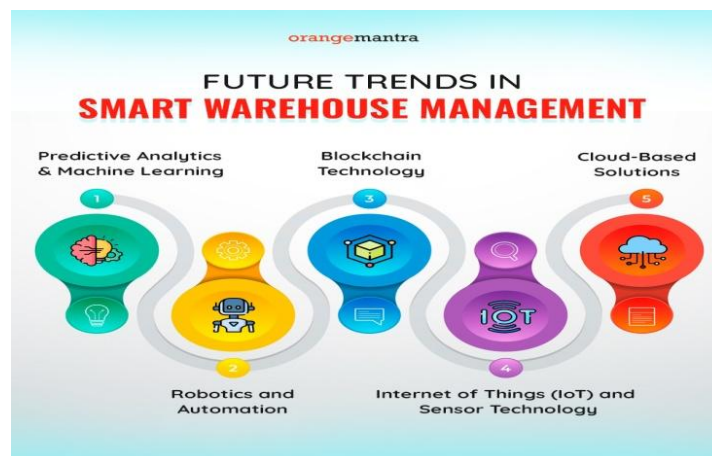 orangemantra
FUTURE TRENDS IN
SMART WAREHOUSE MANAGEMENT
Predictive Analytics
& Machine Learning
1
Robotics and
Automation
2
Blockchain
Technology
3
IOT
4
Internet of Things (IoT) and
Sensor Technology
Cloud-Based
Solutions
5